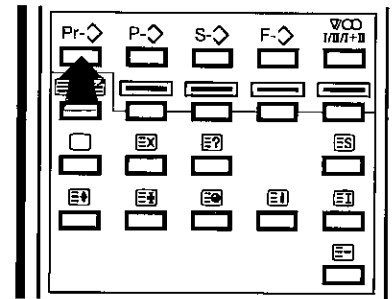 Pr- P- S- F- I/II/I+II
X ? S
I